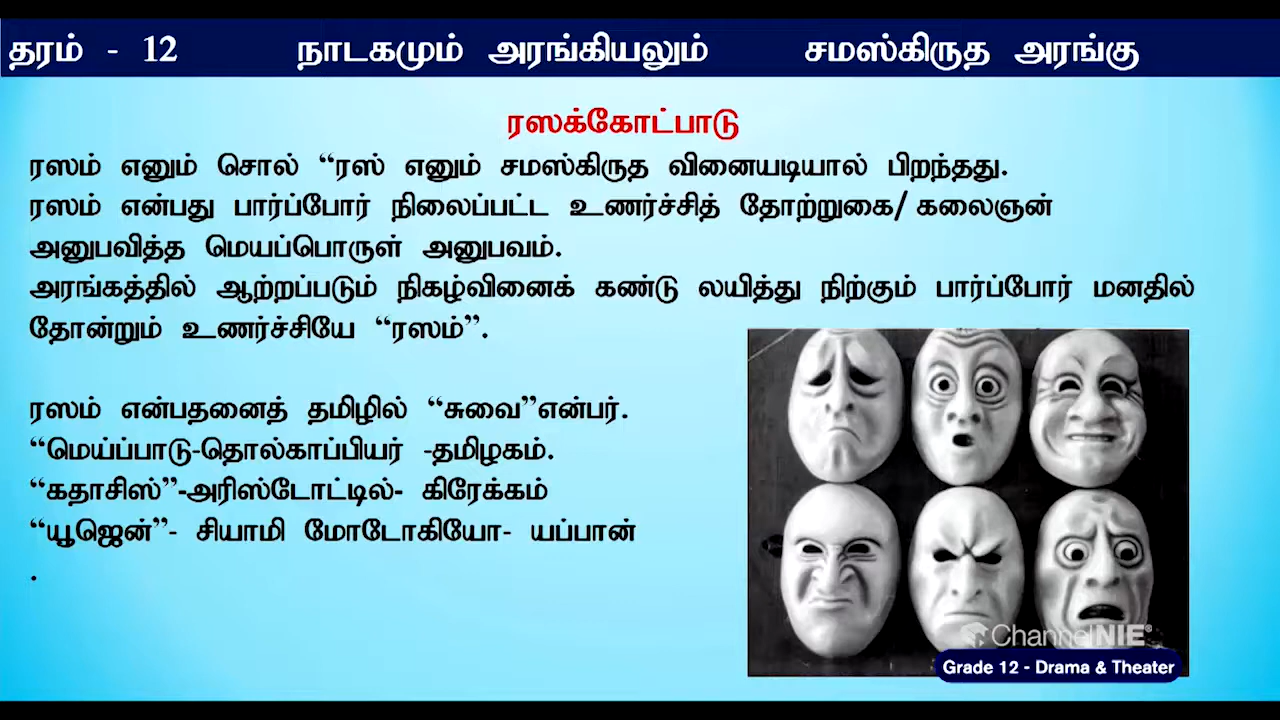 தரம் - 12 நாடகமும் அரங்கியலும் சமஸ்கிருத அரங்கு
ரஸக்கோட்பாடு
ரஸம் எனும் சொல் “ரஸ் எனும் சமஸ்கிருத வினையடியால் பிறந்தது.
ரஸம் என்பது பார்ப்போர் நிலைப்பட்ட உணர்ச்சித் தோற்றுகை/ கலைஞன்
அனுபவித்த மெயப்பொருள் அனுபவம்.
அரங்கத்தில் ஆற்றப்படும் நிகழ்வினைக் கண்டு லயித்து நிற்கும் பார்ப்போர் மனதில்
தோன்றும் உணர்ச்சியே “ரஸம்”.
ரஸம் என்பதனைத் தமிழில் “சுவை”என்பர்.
“மெய்ப்பாடு-தொல்காப்பியர் -தமிழகம்.
“கதாசிஸ்”-அரிஸ்டோட்டில்- கிரேக்கம்
“யூஜென்”- சியாமி மோடோகியோ- யப்பான்
.
ChannelNIE®
Grade 12 - Drama & Theater